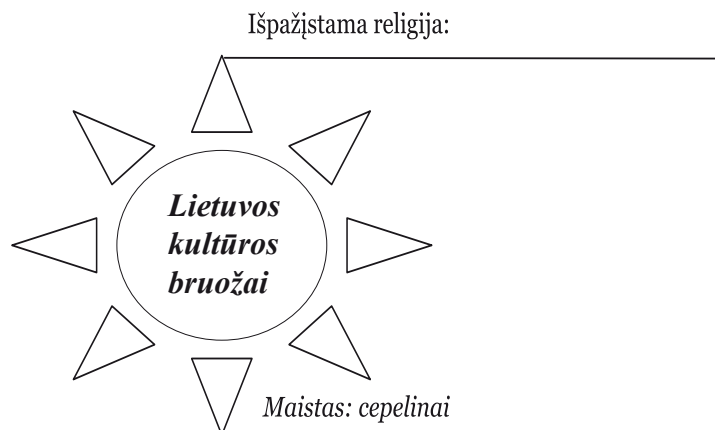 Išpažįstama religija:
Lietuvos
kultūros
bruožai
Maistas: cepelinai